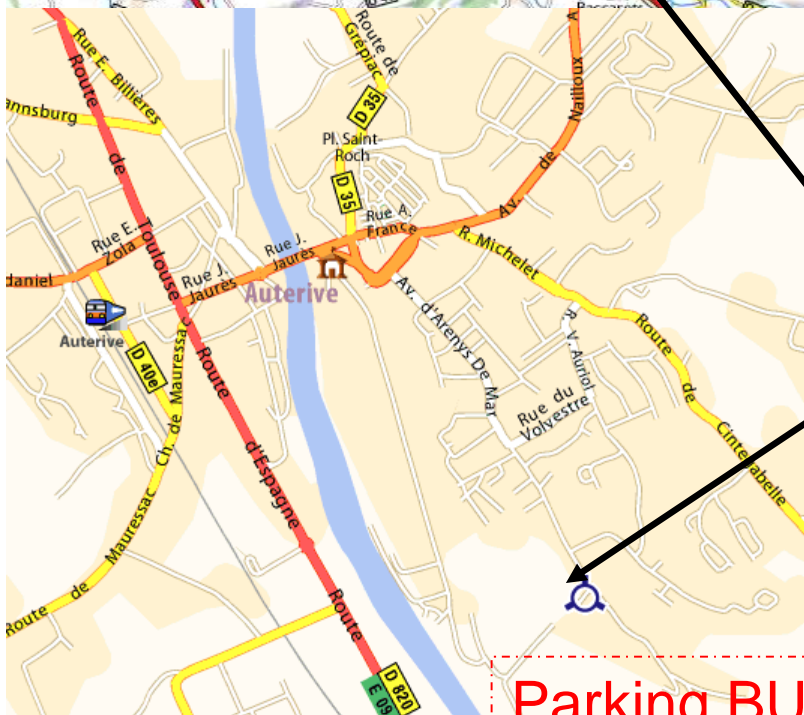 Rue E. Billières
Route de Grépiac
Route
de
Toulouse
annsburg
D 35
Pl. Saint-
Roch
D 35
Av. de Nailloux
Rue A.
France
Rue E.
Zola
Rue J.
Jaurès
Rue J.
Jaurès
R. Michelet
daniel
Auterive
Av. d'Arenys De Mar
Auterive
D 40e
R. V. Auriol
Route
de
Cintegabelle
Route
d'Espagne
Rue du
Volvestre
Ch. de Mauressac
Route de Mauressac
Route
D 820
E 09
Parking BU